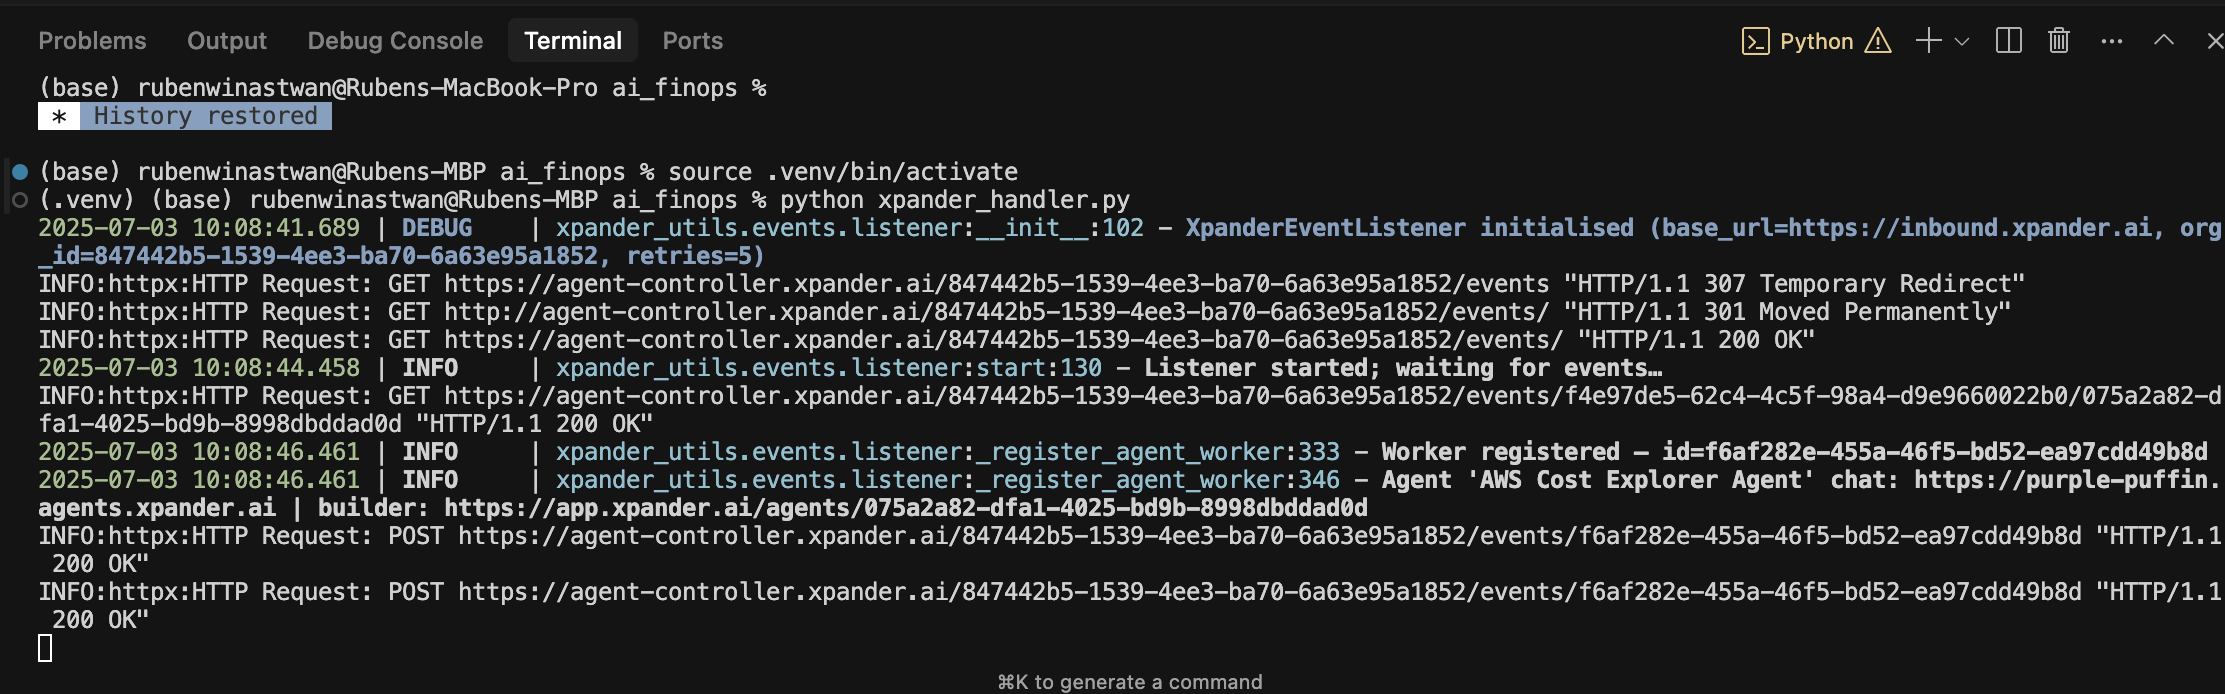 Problems Output Debug Console Terminal Ports Python
(base) rubenwinastwan@Rubens-MacBook-Pro ai_finops %
* History restored
(base) rubenwinastwan@Rubens-MBP ai_finops % source .venv/bin/activate
(.venv) (base) rubenwinastwan@Rubens-MBP ai_finops % python xpander_handler.py
2025-07-03 10:08:41.689 | DEBUG    | xpander_utils.events.listener:__init__:102 - XpanderEventListener initialised (base_url=https://inbound.xpander.ai, org
_id=847442b5-1539-4ee3-ba70-6a63e95a1852, retries=5)
INFO:httpx:HTTP Request: GET https://agent-controller.xpander.ai/847442b5-1539-4ee3-ba70-6a63e95a1852/events "HTTP/1.1 307 Temporary Redirect"
INFO:httpx:HTTP Request: GET http://agent-controller.xpander.ai/847442b5-1539-4ee3-ba70-6a63e95a1852/events/ "HTTP/1.1 301 Moved Permanently"
INFO:httpx:HTTP Request: GET https://agent-controller.xpander.ai/847442b5-1539-4ee3-ba70-6a63e95a1852/events/ "HTTP/1.1 200 OK"
2025-07-03 10:08:44.458 | INFO     | xpander_utils.events.listener:start:130 - Listener started; waiting for events…
INFO:httpx:HTTP Request: GET https://agent-controller.xpander.ai/847442b5-1539-4ee3-ba70-6a63e95a1852/events/f4e97de5-62c4-4c5f-98a4-d9e9660022b0/075a2a82-d
fa1-4025-bd9b-8998dbddad0d "HTTP/1.1 200 OK"
2025-07-03 10:08:46.461 | INFO     | xpander_utils.events.listener:_register_agent_worker:333 - Worker registered – id=f6af282e-455a-46f5-bd52-ea97cdd49b8d
2025-07-03 10:08:46.461 | INFO     | xpander_utils.events.listener:_register_agent_worker:346 - Agent 'AWS Cost Explorer Agent' chat: https://purple-puffin.
agents.xpander.ai | builder: https://app.xpander.ai/agents/075a2a82-dfa1-4025-bd9b-8998dbddad0d
INFO:httpx:HTTP Request: POST https://agent-controller.xpander.ai/847442b5-1539-4ee3-ba70-6a63e95a1852/events/f6af282e-455a-46f5-bd52-ea97cdd49b8d "HTTP/1.1
 200 OK"
INFO:httpx:HTTP Request: POST https://agent-controller.xpander.ai/847442b5-1539-4ee3-ba70-6a63e95a1852/events/f6af282e-455a-46f5-bd52-ea97cdd49b8d "HTTP/1.1
 200 OK"
⌘K to generate a command